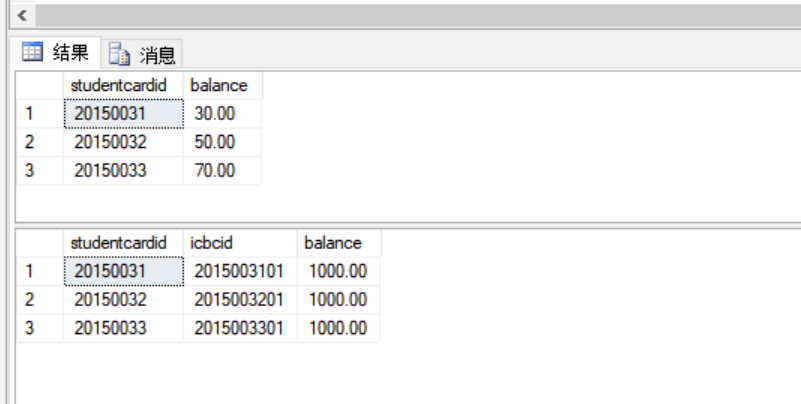 结果 消息
studentcardid balance
1 20150031 30.00
2 20150032 50.00
3 20150033 70.00
studentcardid icbcid balance
1 20150031 2015003101 1000.00
2 20150032 2015003201 1000.00
3 20150033 2015003301 1000.00